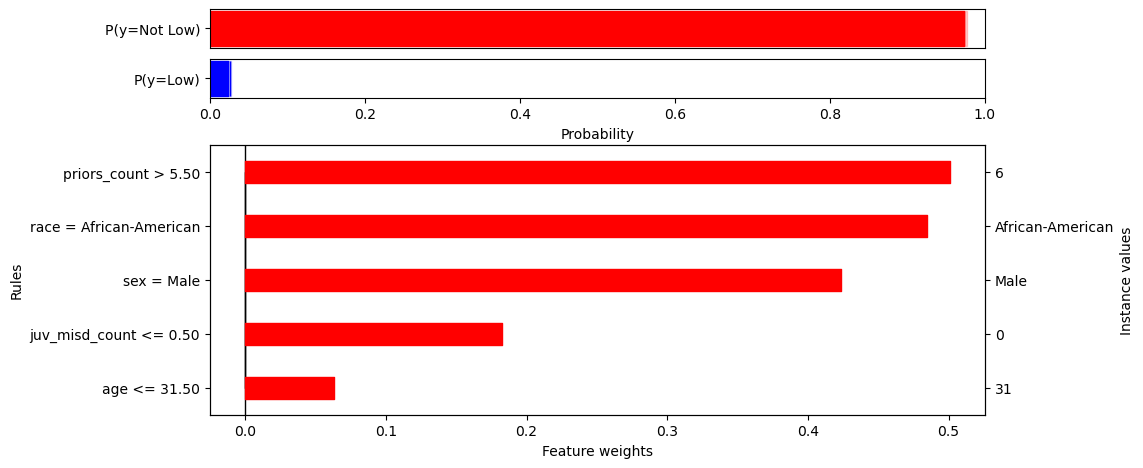 P(y=Not Low)
P(y=Low)
0.0 0.2 0.4 0.6 0.8 1.0
Probability
priors_count > 5.50 6
race = African-American African-American
sex = Male Male
juv_misd_count <= 0.50 0
age <= 31.50 31
Rules
Instance values
0.0 0.1 0.2 0.3 0.4 0.5
Feature weights